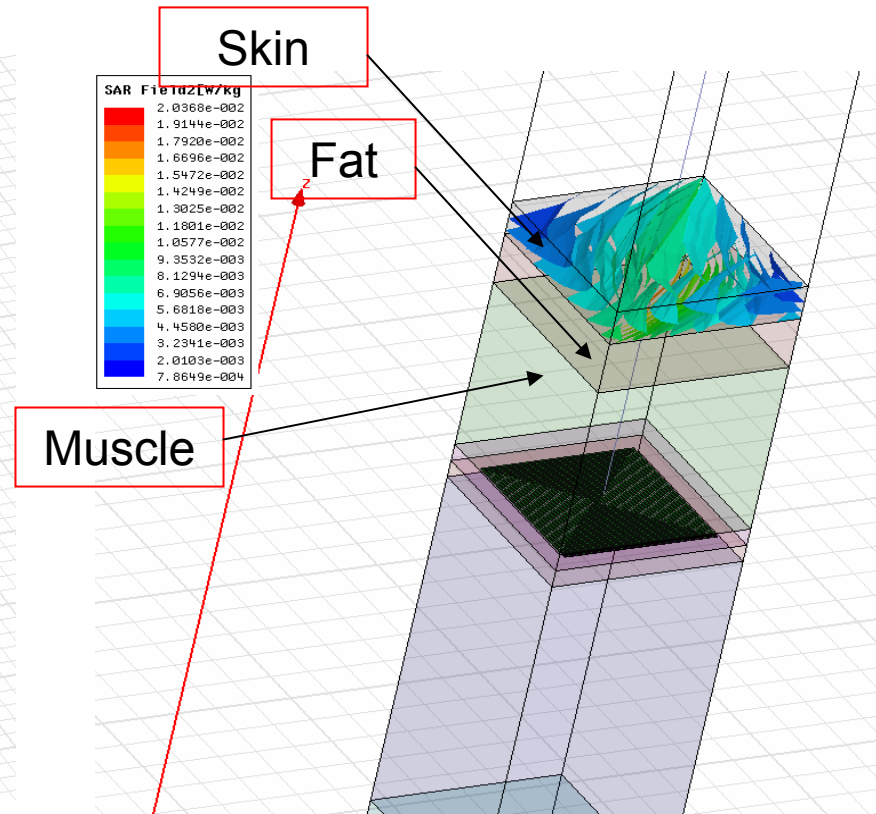 Skin
SAR Field2[W/kg
2.0368e-002
1.9144e-002
1.7920e-002
1.6696e-002
1.5472e-002
1.4249e-002
1.3025e-002
1.1801e-002
1.0577e-002
9.3532e-003
8.1294e-003
6.9056e-003
5.6818e-003
4.4580e-003
3.2341e-003
2.0103e-003
7.8649e-004
Fat
z
Muscle